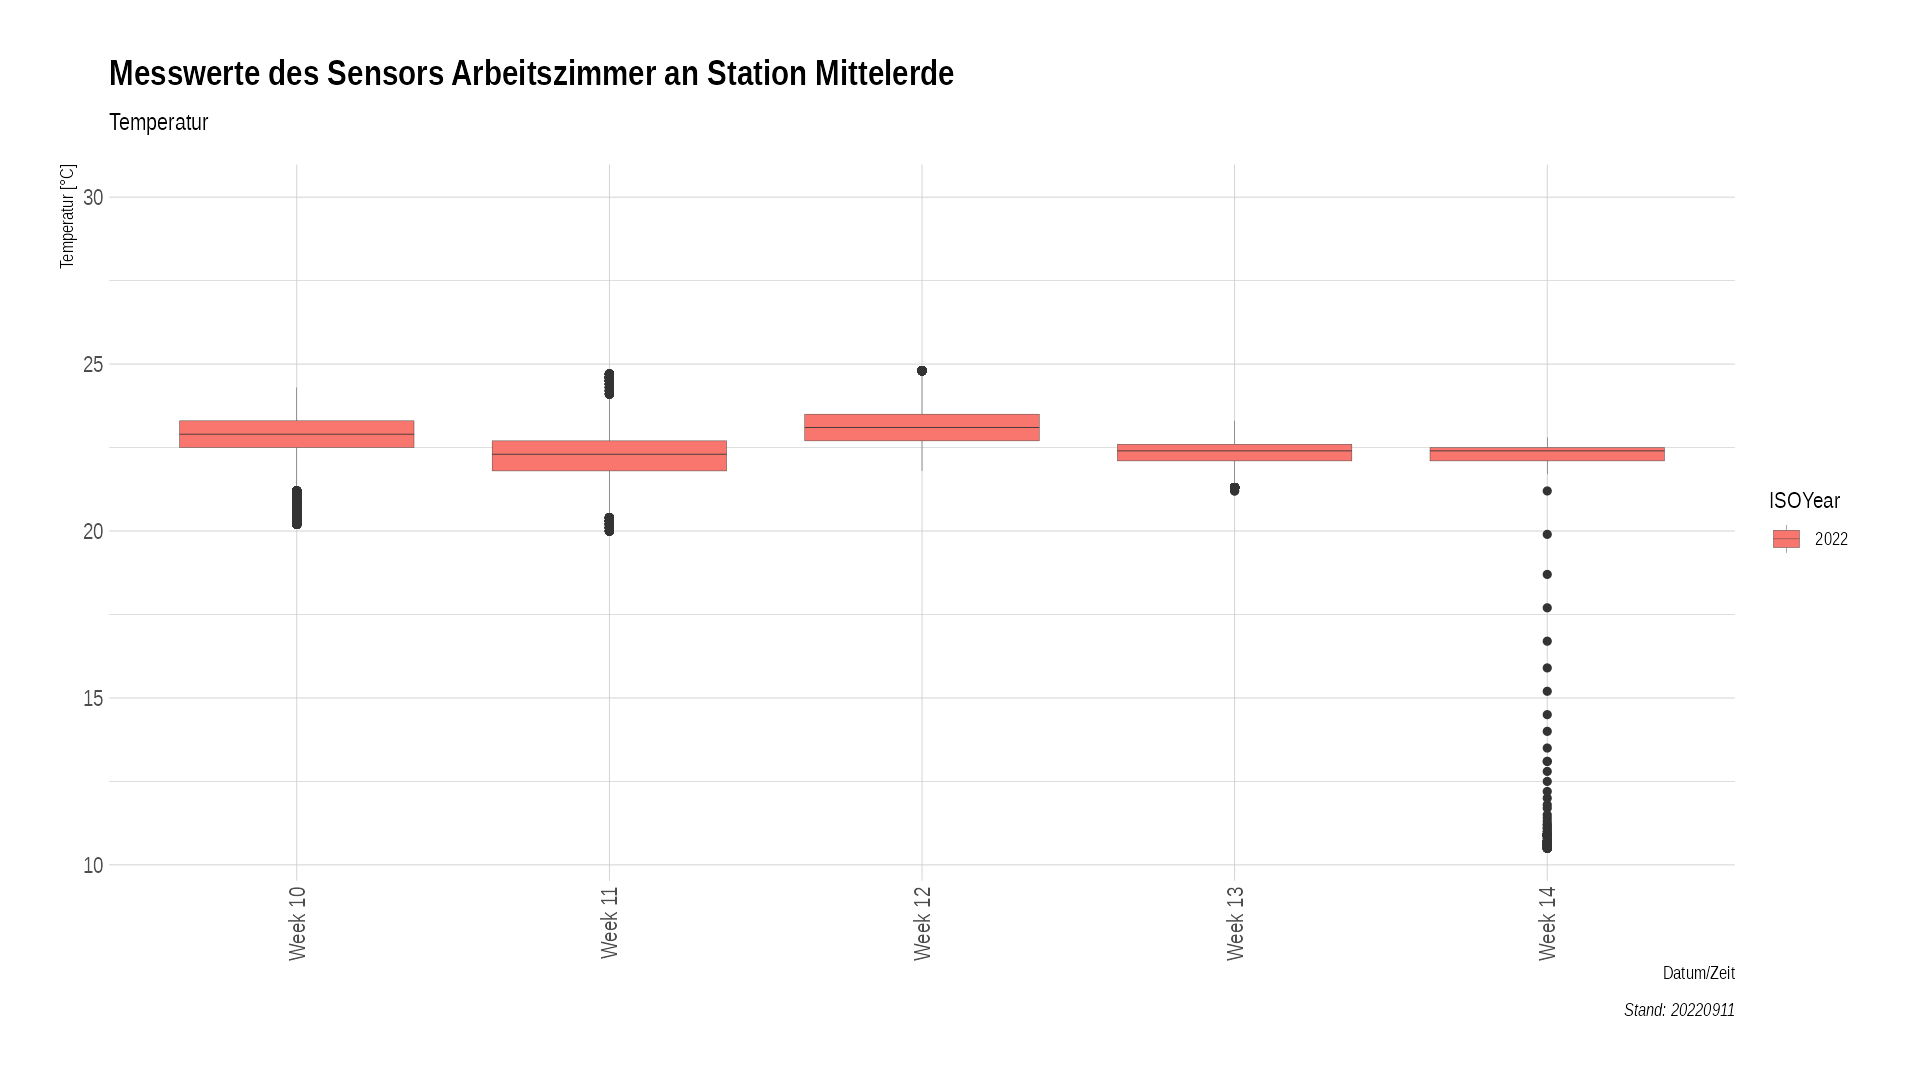 Messwerte des Sensors Arbeitszimmer an Station Mittelerde
Temperatur
Temperatur [°C]
30
25
20
15
10
Week 10
Week 11
Week 12
Week 13
Week 14
Datum/Zeit
Stand: 20220911
ISOYear
2022